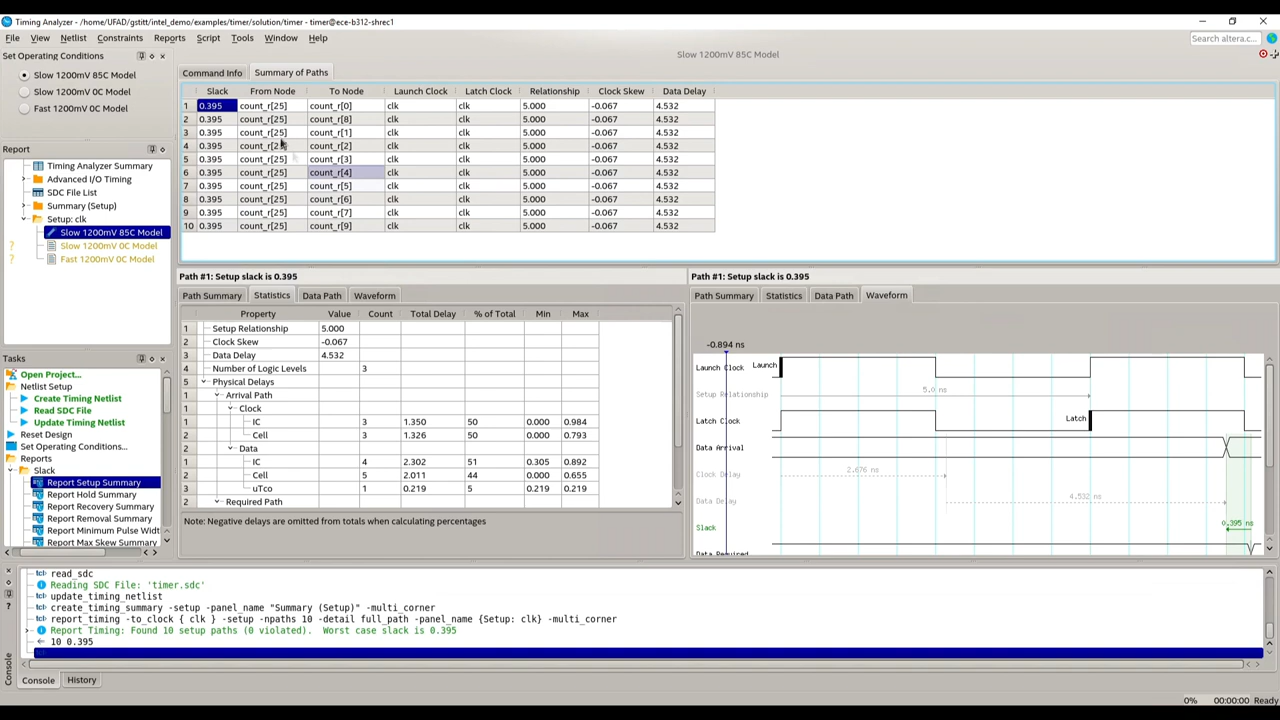 Timing Analyzer - /home/UFAD/gstitt/intel_demo/examples/timer/solution/timer - timer@ece-b312-shrec1
File View Netlist Constraints Reports Script Tools Window Help
Search altera.c...
Set Operating Conditions
Slow 1200mV 85C Model
Slow 1200mV 0C Model
Fast 1200mV 0C Model
Report
Timing Analyzer Summary
Advanced I/O Timing
SDC File List
Summary (Setup)
Setup: clk
Slow 1200mV 85C Model
? Slow 1200mV 0C Model
? Fast 1200mV 0C Model
Tasks
Open Project...
Netlist Setup
Create Timing Netlist
Read SDC File
Update Timing Netlist
Reset Design
Set Operating Conditions...
Reports
Slack
Report Setup Summary
Report Hold Summary
Report Recovery Summary
Report Removal Summary
Report Minimum Pulse Widt
Report Max Skew Summary
Slow 1200mV 85C Model
Command Info Summary of Paths
Slack From Node To Node Launch Clock Latch Clock Relationship Clock Skew Data Delay
1 0.395 count_r[25] count_r[0] clk clk 5.000 -0.067 4.532
2 0.395 count_r[25] count_r[8] clk clk 5.000 -0.067 4.532
3 0.395 count_r[25] count_r[1] clk clk 5.000 -0.067 4.532
4 0.395 count_r[25] count_r[2] clk clk 5.000 -0.067 4.532
5 0.395 count_r[25] count_r[3] clk clk 5.000 -0.067 4.532
6 0.395 count_r[25] count_r[4] clk clk 5.000 -0.067 4.532
7 0.395 count_r[25] count_r[5] clk clk 5.000 -0.067 4.532
8 0.395 count_r[25] count_r[6] clk clk 5.000 -0.067 4.532
9 0.395 count_r[25] count_r[7] clk clk 5.000 -0.067 4.532
10 0.395 count_r[25] count_r[9] clk clk 5.000 -0.067 4.532
Path #1: Setup slack is 0.395
Path Summary Statistics Data Path Waveform
Property Value Count Total Delay % of Total Min Max
1 Setup Relationship 5.000
2 Clock Skew -0.067
3 Data Delay 4.532
4 Number of Logic Levels 3
5 Physical Delays
1 Arrival Path
1 Clock
1 IC 3 1.350 50 0.000 0.984
2 Cell 3 1.326 50 0.000 0.793
2 Data
1 IC 4 2.302 51 0.305 0.892
2 Cell 5 2.011 44 0.000 0.655
3 uTco 1 0.219 5 0.219 0.219
2 Required Path
Note: Negative delays are omitted from totals when calculating percentages
Path #1: Setup slack is 0.395
Path Summary Statistics Data Path Waveform
-0.894 ns
Launch Clock Launch
Setup Relationship 5.0 ns
Latch Clock Latch
Data Arrival
Clock Delay 2.676 ns
Data Delay 4.532 ns
Slack 0.395 ns
Data Required
Console
tcl> read_sdc
Reading SDC File: 'timer.sdc'
tcl> update_timing_netlist
tcl> create_timing_summary -setup -panel_name "Summary (Setup)" -multi_corner
tcl> report_timing -to_clock { clk } -setup -npaths 10 -detail full_path -panel_name {Setup: clk} -multi_corner
Report Timing: Found 10 setup paths (0 violated). Worst case slack is 0.395
10 0.395
Console History
0% 00:00:00 Ready